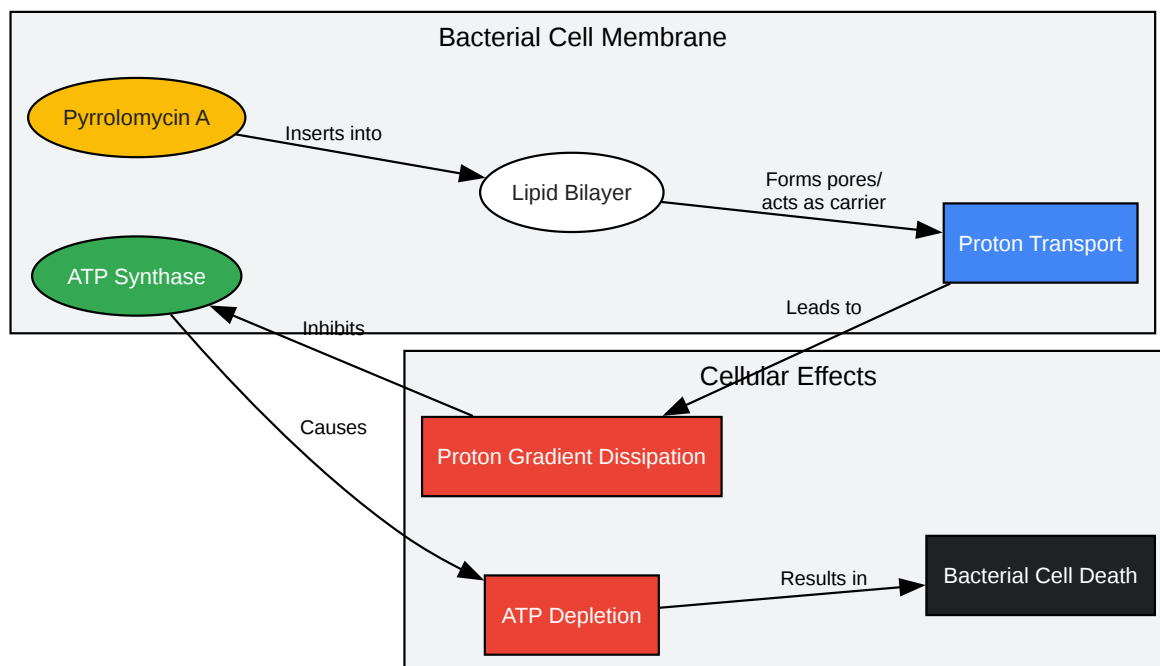 Bacterial Cell Membrane
Pyrrolomycin A
Inserts into
Lipid Bilayer
Forms pores/
acts as carrier
Proton Transport
ATP Synthase
Leads to
Inhibits
Cellular Effects
Causes
Proton Gradient Dissipation
Bacterial Cell Death
Results in
ATP Depletion